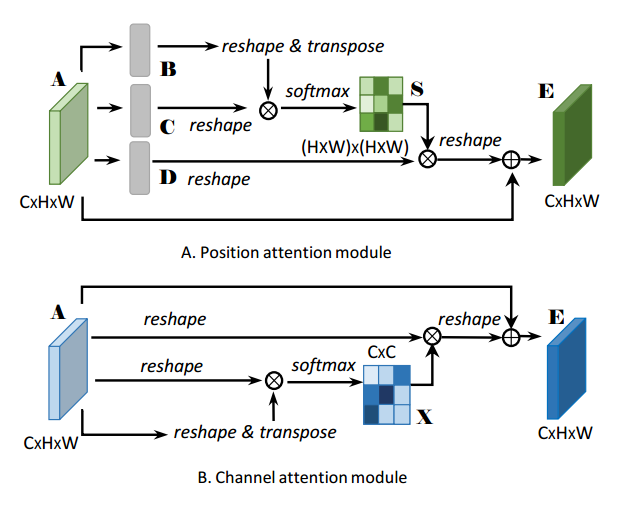 A
B
reshape & transpose
softmax
S
E
C
reshape
(HxW)x(HxW)
reshape
D
reshape
CxHxW
CxHxW
A. Position attention module
A
reshape
reshape
E
reshape
softmax
CxC
X
reshape & transpose
CxHxW
CxHxW
B. Channel attention module